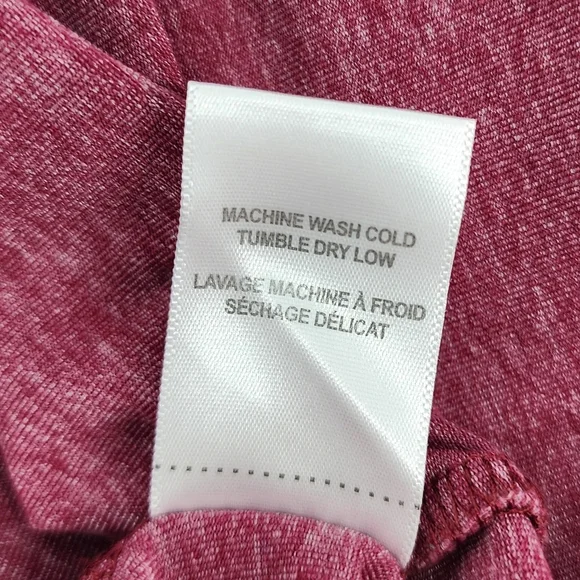 MACHINE WASH COLD
TUMBLE DRY LOW
LAVAGE MACHINE À FROID
SÉCHAGE DÉLICAT